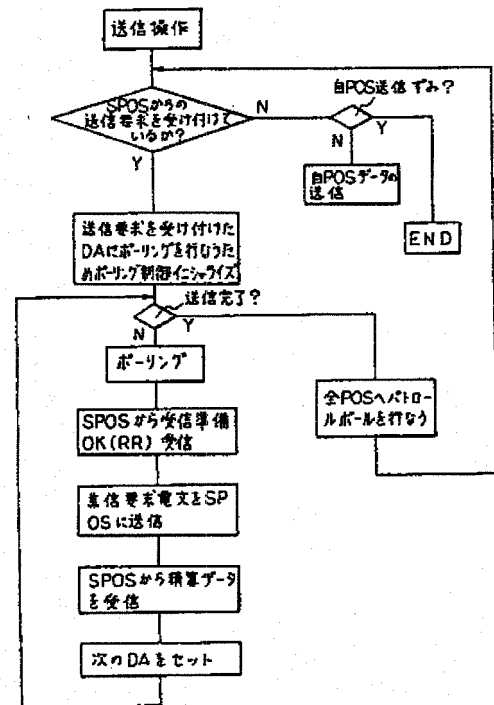 送信操作
SPOSからの
送信要求を受け付けて
いるか？
N
Y
自POS送信ずみ？
N
Y
自POSデータの
送信
END
送信要求を受け付けた
DAにポーリングを行なうた
めポーリング制御イニシャライズ
送信完了？
N
Y
ポーリング
全POSへパトロー
ルポールを行なう
SPOSから受信準備
OK(RR)受信
集信要求電文をSP
OSに送信
SPOSから積算データ
を受信
次のDAをセット